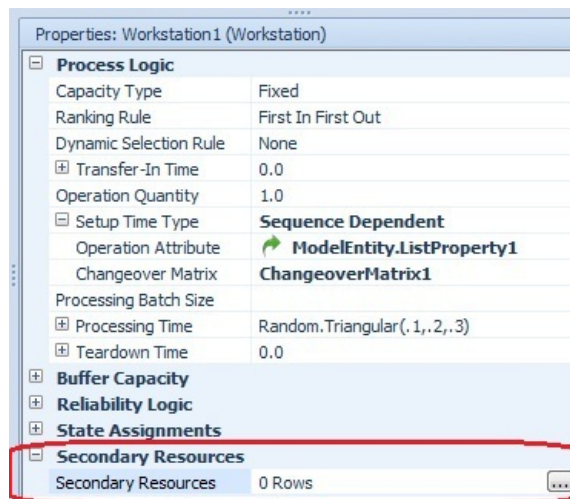 Properties: Workstation1 (Workstation)
Process Logic
Capacity Type Fixed
Ranking Rule First In First Out
Dynamic Selection Rule None
Transfer-In Time 0.0
Operation Quantity 1.0
Setup Time Type Sequence Dependent
Operation Attribute ModelEntity.ListProperty1
Changeover Matrix ChangeoverMatrix1
Processing Batch Size
Processing Time Random.Triangular(.1,.2,.3)
Teardown Time 0.0
Buffer Capacity
Reliability Logic
State Assignments
Secondary Resources
Secondary Resources 0 Rows ...